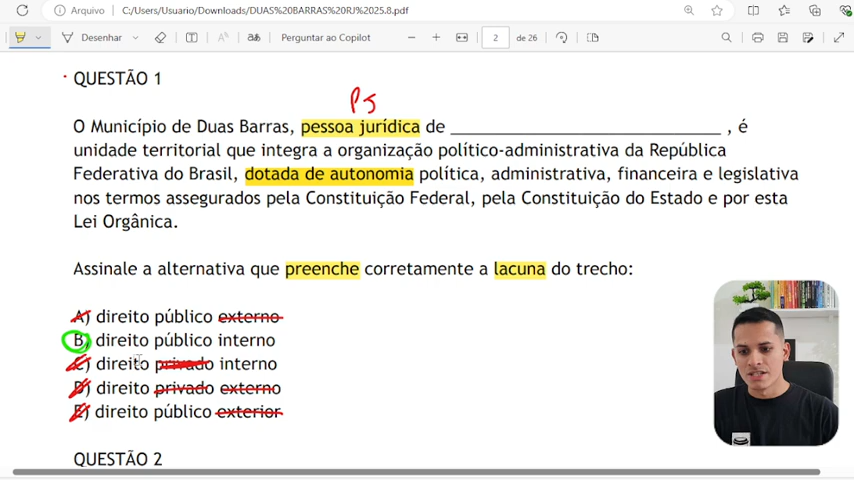 Arquivo C:/Users/Usuario/Downloads/DUAS%20BARRAS%20RJ%202025.8.pdf
Desenhar Perguntar ao Copilot 2 de 26
QUESTÃO 1
PJ
O Município de Duas Barras, pessoa jurídica de ______________________________ , é
unidade territorial que integra a organização político-administrativa da República
Federativa do Brasil, dotada de autonomia política, administrativa, financeira e legislativa
nos termos assegurados pela Constituição Federal, pela Constituição do Estado e por esta
Lei Orgânica.
Assinale a alternativa que preenche corretamente a lacuna do trecho:
A) direito público externo
B) direito público interno
C) direito privado interno
D) direito privado externo
E) direito público exterior
QUESTÃO 2